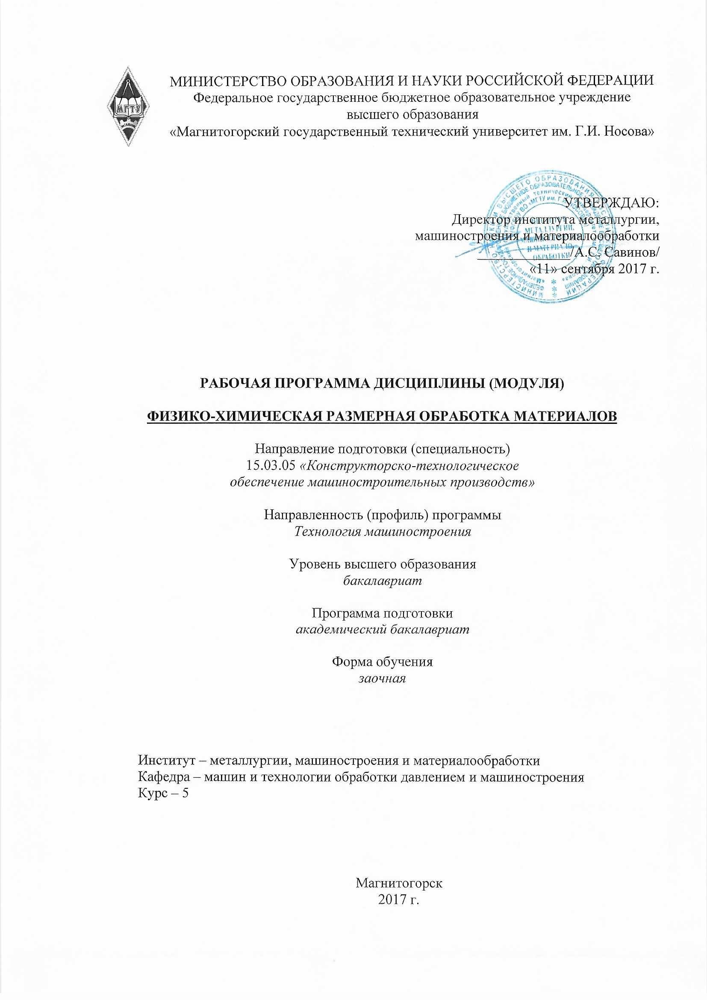 МИНИСТЕРСТВО ОБРАЗОВАНИЯ И НАУКИ РОССИЙСКОЙ ФЕДЕРАЦИИ
Федеральное государственное бюджетное образовательное учреждение
высшего образования
«Магнитогорский государственный технический университет им. Г.И. Носова»
МГТУ
УТВЕРЖДАЮ:
Директор института металлургии,
машиностроения и материалообработки
/А.С. Савинов/
«11» сентября 2017 г.
РАБОЧАЯ ПРОГРАММА ДИСЦИПЛИНЫ (МОДУЛЯ)
ФИЗИКО-ХИМИЧЕСКАЯ РАЗМЕРНАЯ ОБРАБОТКА МАТЕРИАЛОВ
Направление подготовки (специальность)
15.03.05 «Конструкторско-технологическое
обеспечение машиностроительных производств»
Направленность (профиль) программы
Технология машиностроения
Уровень высшего образования
бакалавриат
Программа подготовки
академический бакалавриат
Форма обучения
заочная
Институт – металлургии, машиностроения и материалообработки
Кафедра – машин и технологии обработки давлением и машиностроения
Курс – 5
Магнитогорск
2017 г.